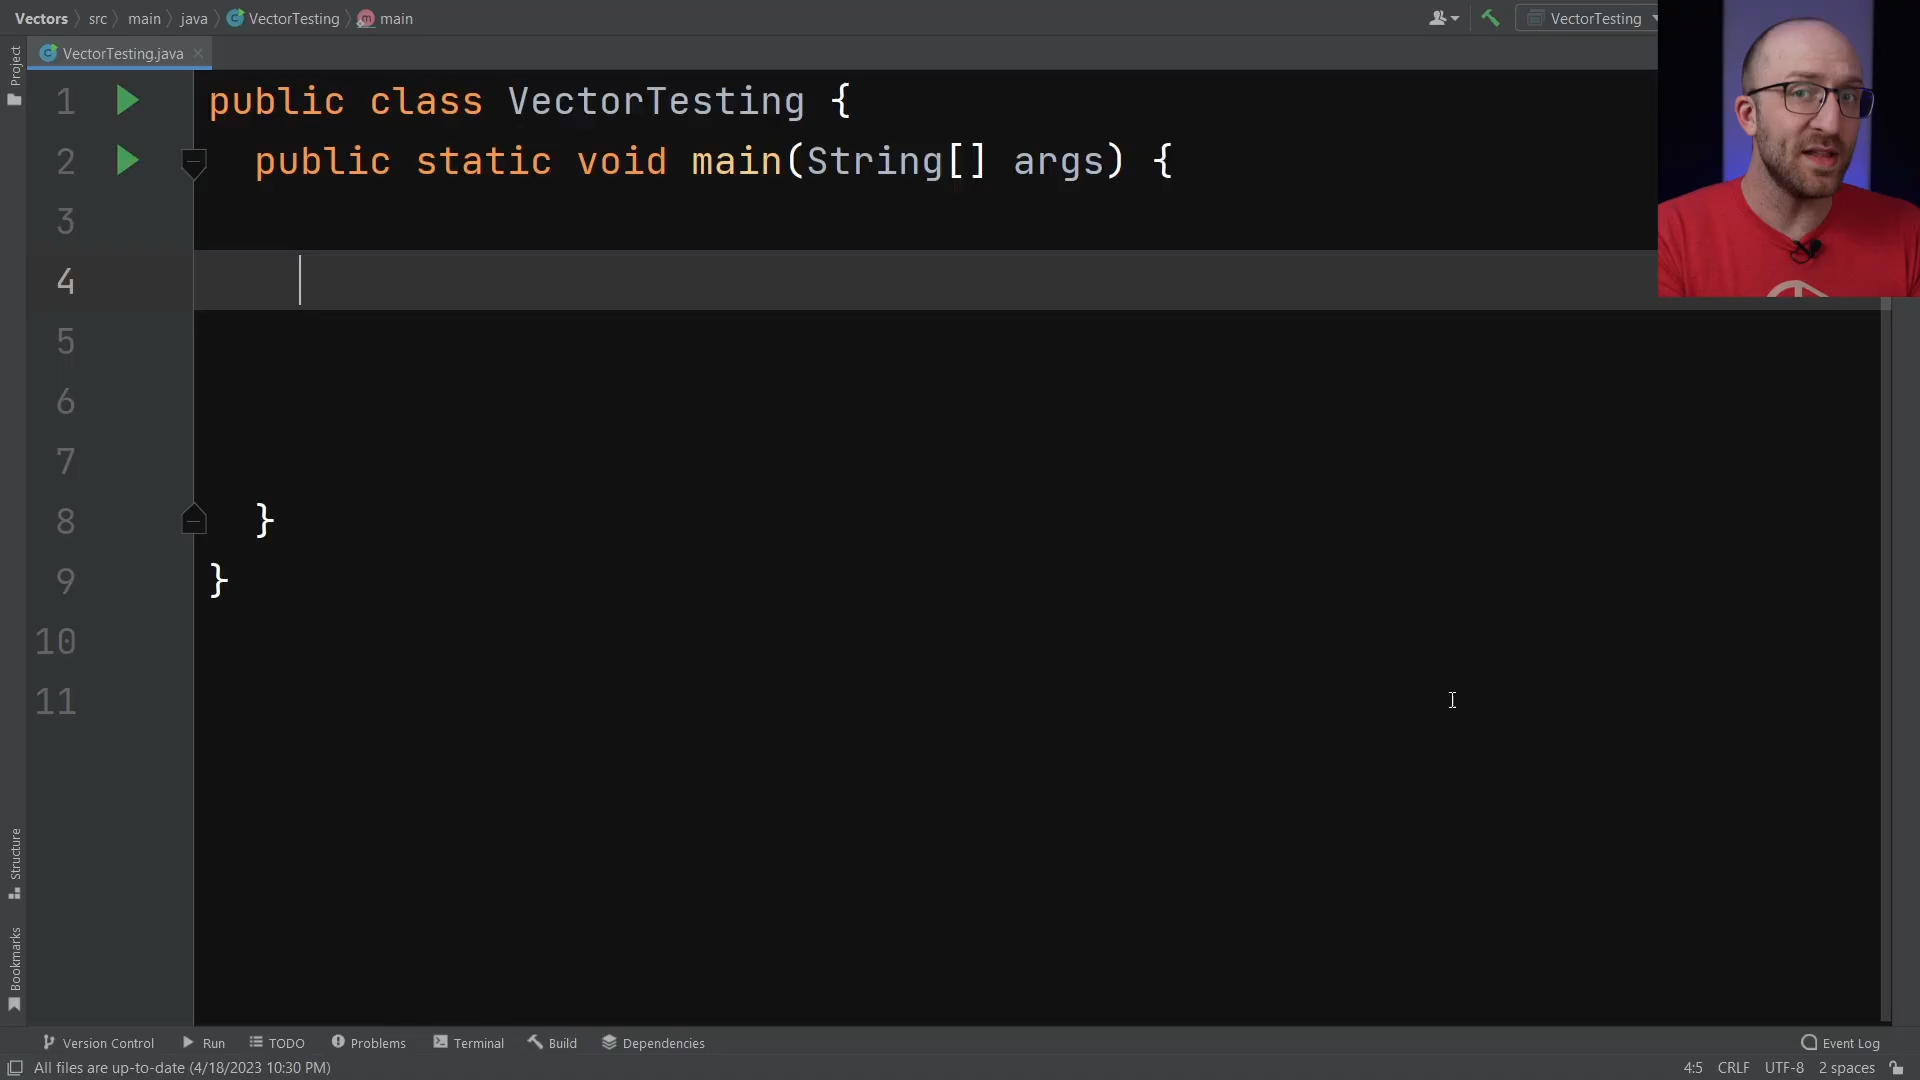 Vectors src main java VectorTesting main
VectorTesting
Project
VectorTesting.java
1 public class VectorTesting {
2 public static void main(String[] args) {
3
4
5
6
7
8 }
9 }
10
11
Structure
Bookmarks
Version Control Run TODO Problems Terminal Build Dependencies Event Log
All files are up-to-date (4/18/2023 10:30 PM) 4:5 CRLF UTF-8 2 spaces